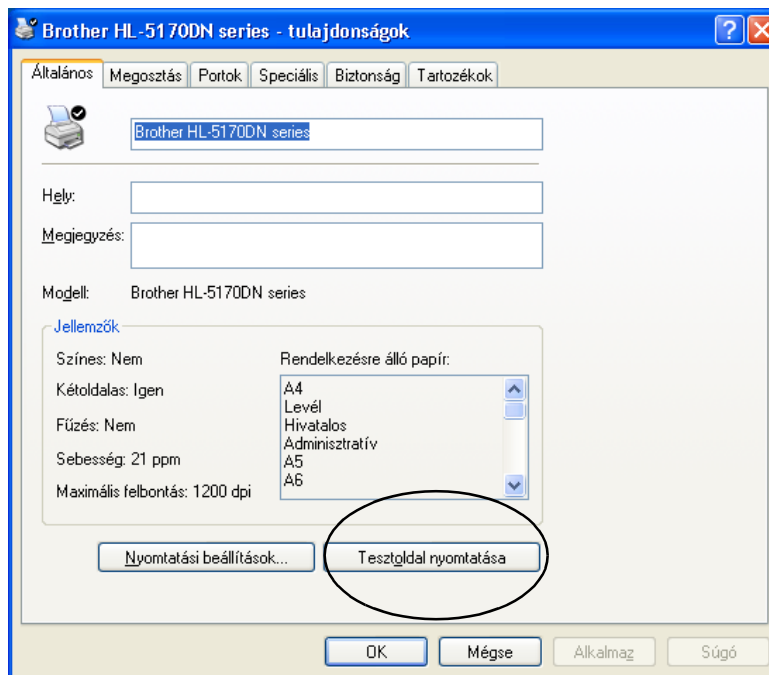 Brother HL-5170DN series - tulajdonságok
Általános Megosztás Portok Speciális Biztonság Tartozékok
Brother HL-5170DN series
Hely:
Megjegyzés:
Modell: Brother HL-5170DN series
Jellemzők
Színes: Nem Rendelkezésre álló papír:
Kétoldalas: Igen
Fűzés: Nem
Sebesség: 21 ppm
Maximális felbontás: 1200 dpi
A4
Levél
Hivatalos
Adminisztratív
A5
A6
Nyomtatási beállítások... Tesztoldal nyomtatása
OK Mégse Alkalmaz Súgó